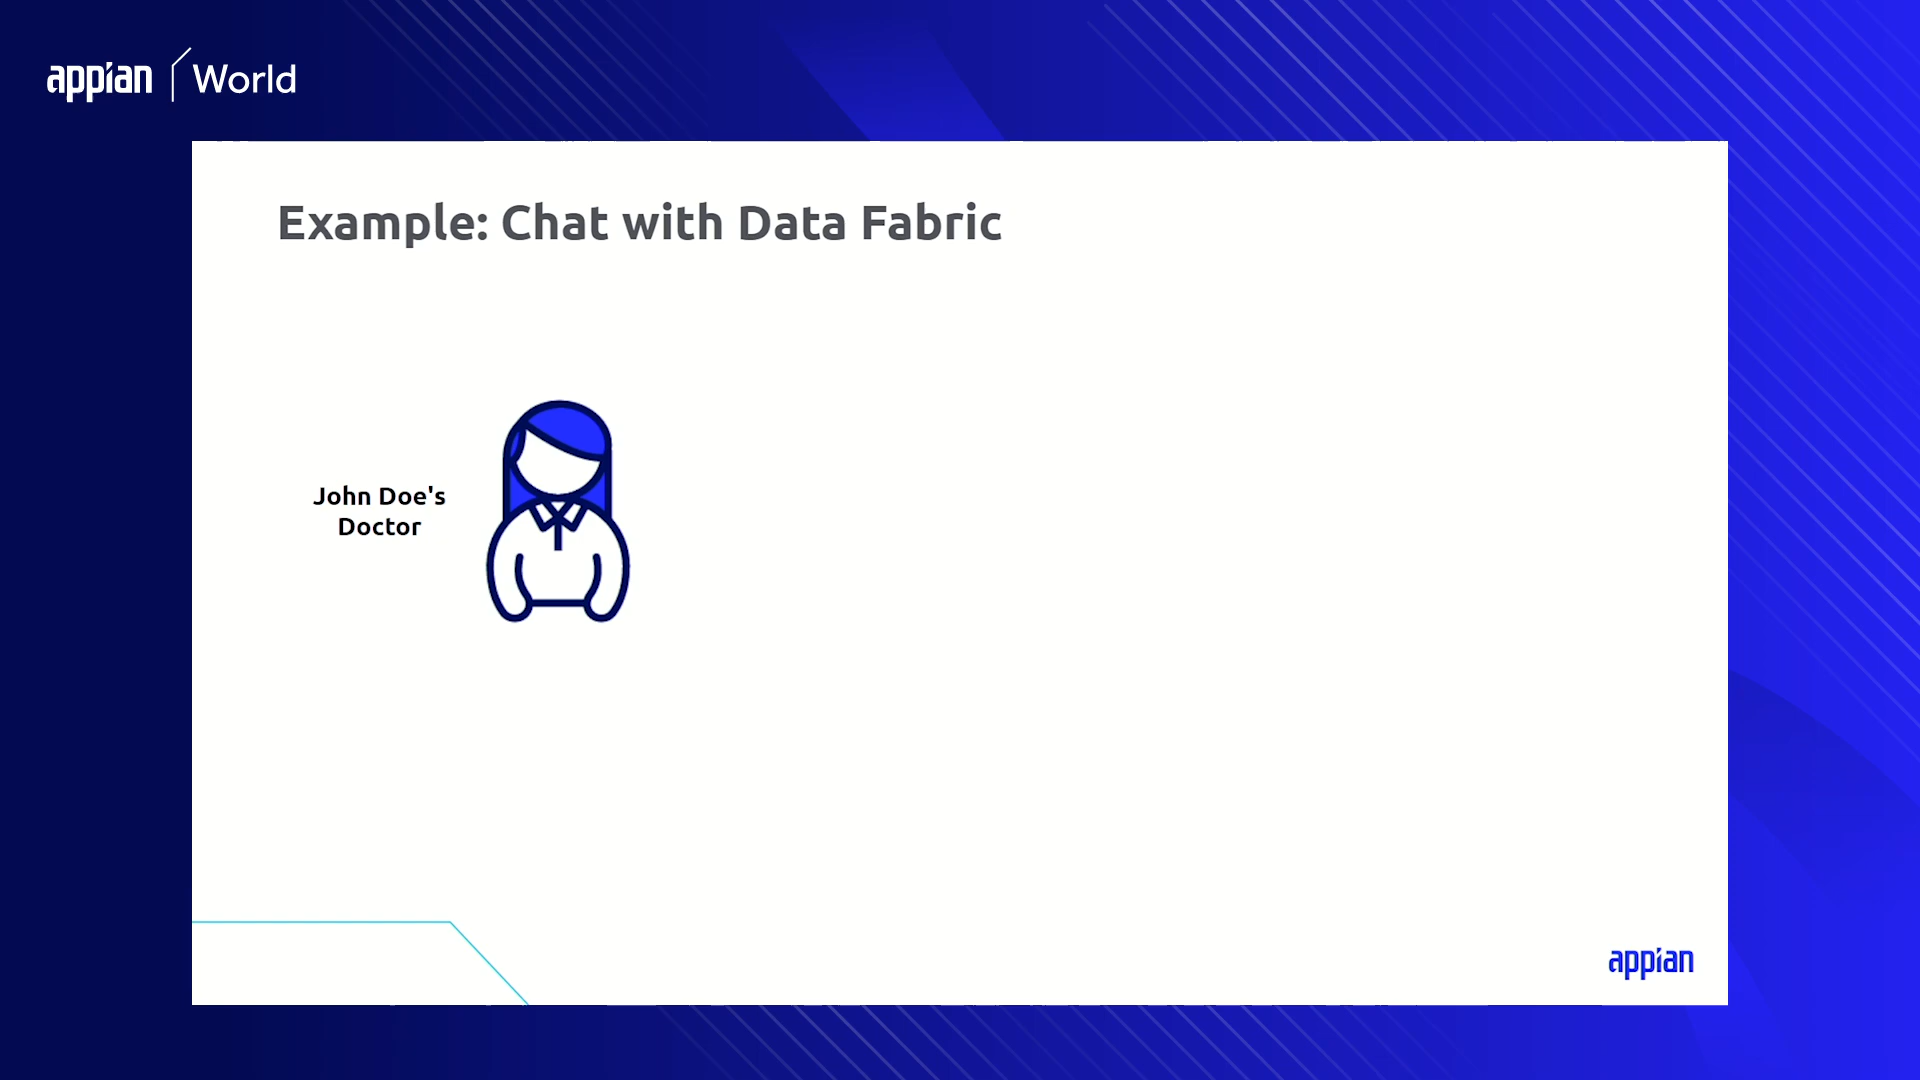 appian World
Example: Chat with Data Fabric
John Doe's
Doctor
appian